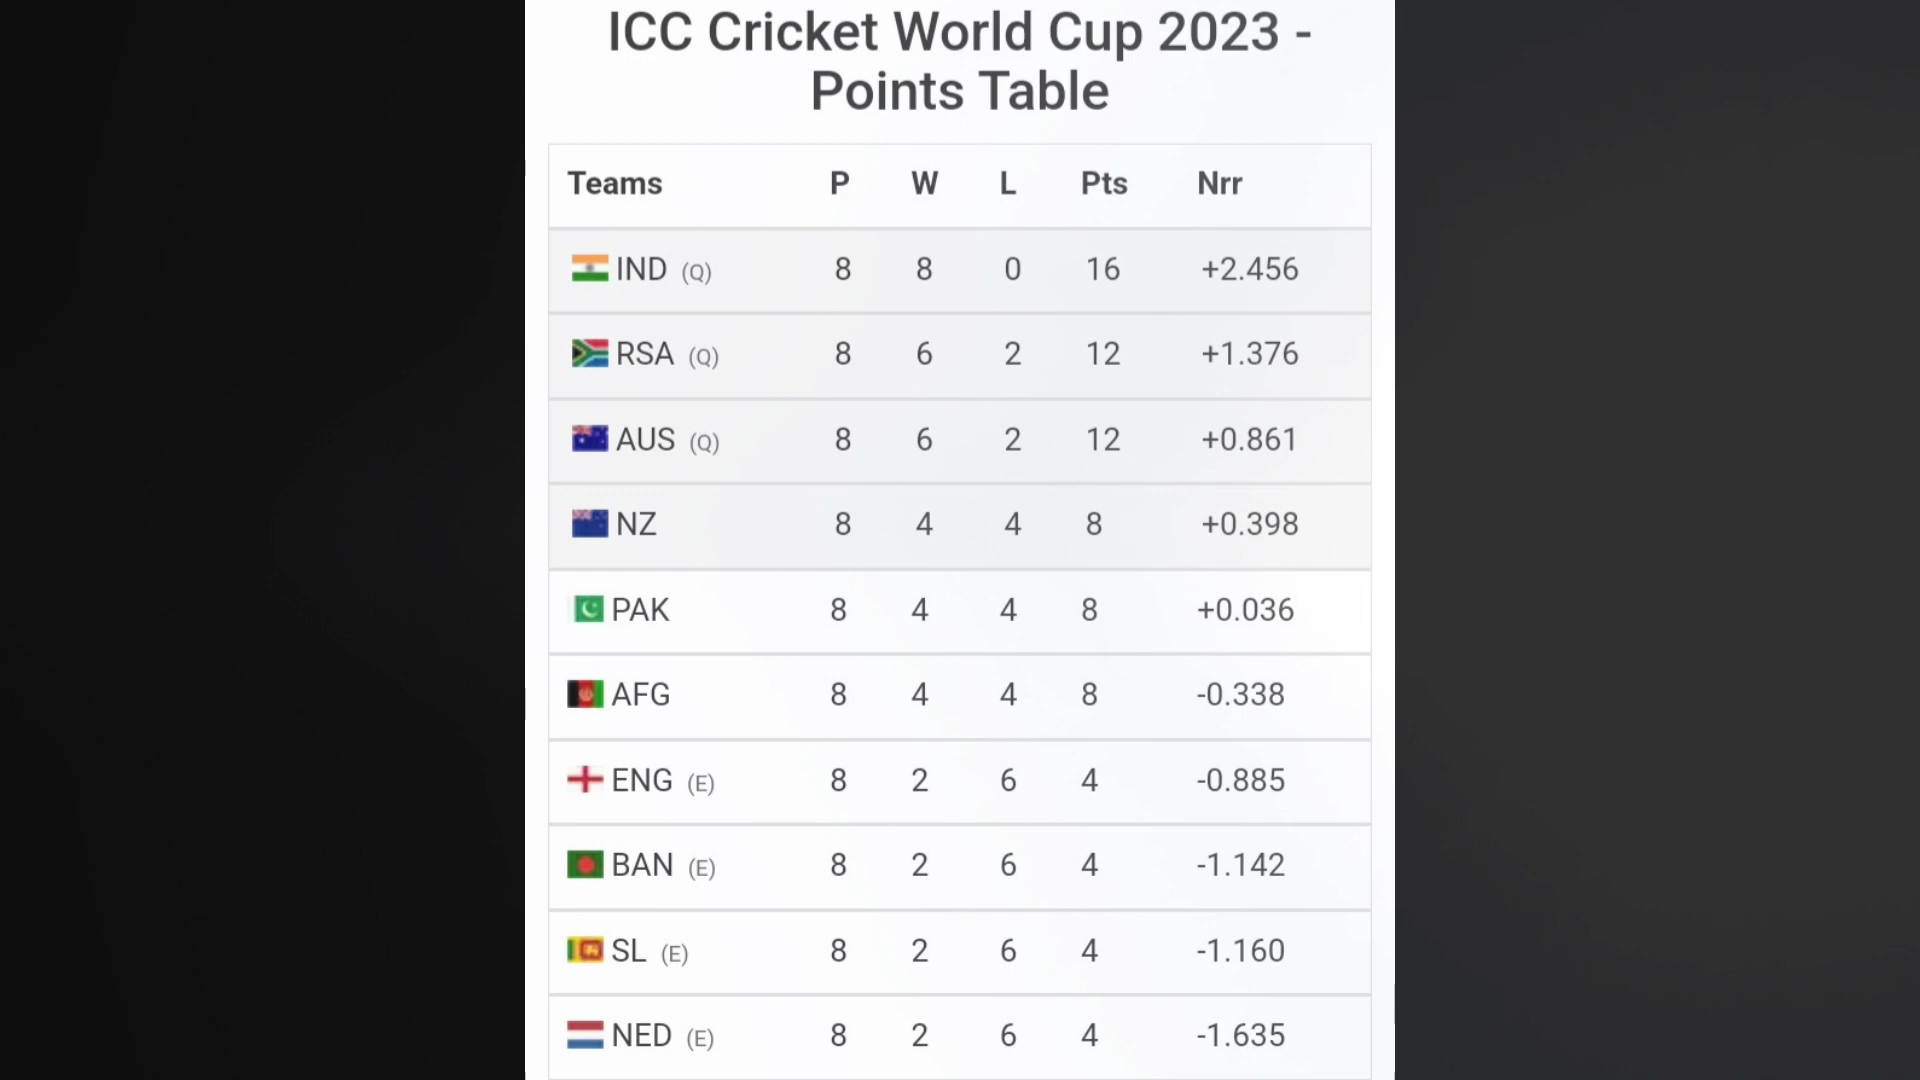 ICC Cricket World Cup 2023 -
Points Table
Teams P W L Pts Nrr
IND (Q) 8 8 0 16 +2.456
RSA (Q) 8 6 2 12 +1.376
AUS (Q) 8 6 2 12 +0.861
NZ 8 4 4 8 +0.398
PAK 8 4 4 8 +0.036
AFG 8 4 4 8 -0.338
ENG (E) 8 2 6 4 -0.885
BAN (E) 8 2 6 4 -1.142
SL (E) 8 2 6 4 -1.160
NED (E) 8 2 6 4 -1.635